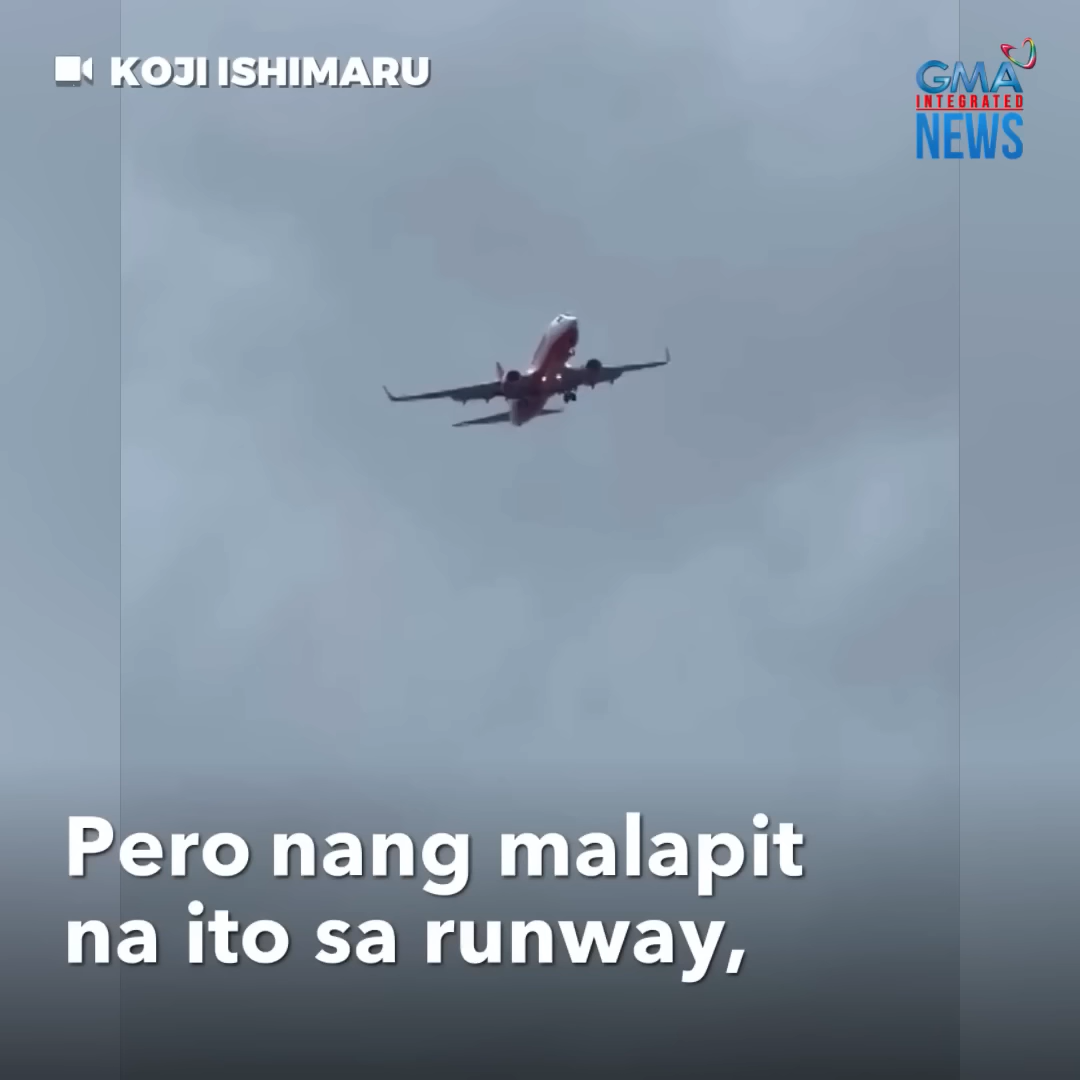 KOJI ISHIMARU
GMA
INTEGRATED
NEWS
Pero nang malapit
na ito sa runway,